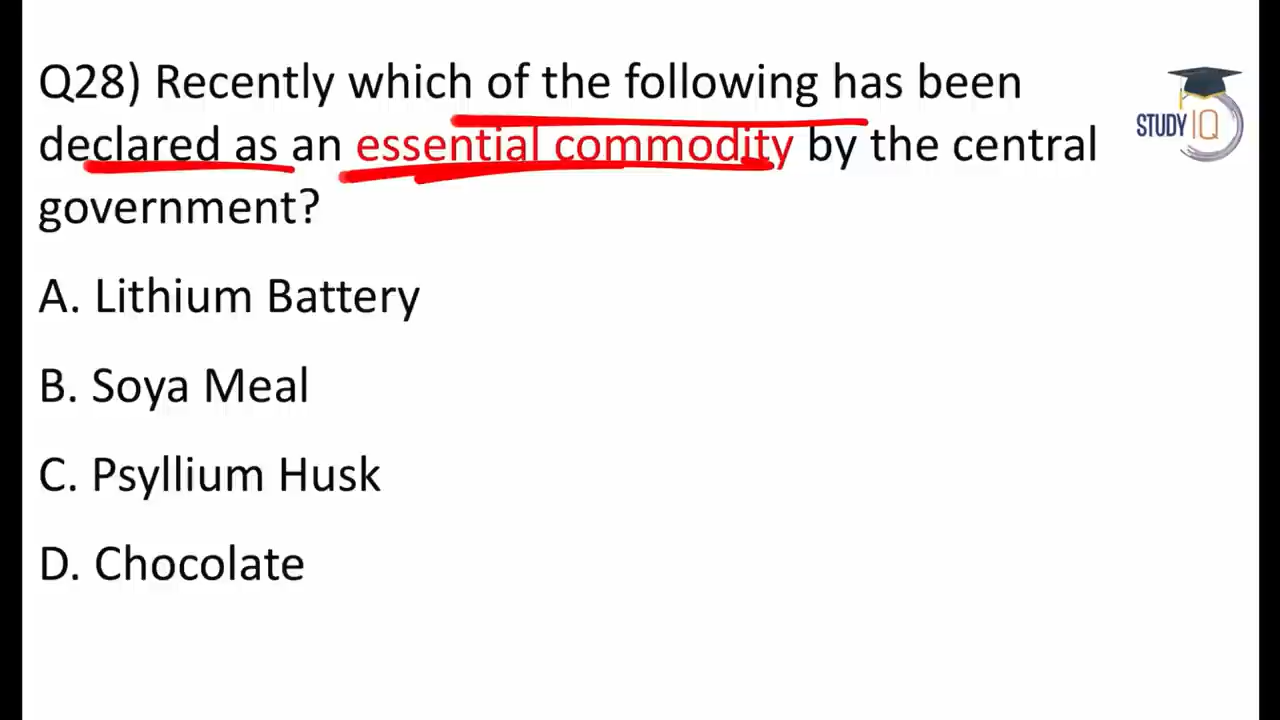 Q28) Recently which of the following has been
declared as an essential commodity by the central
government?
A. Lithium Battery
B. Soya Meal
C. Psyllium Husk
D. Chocolate
STUDY IQ